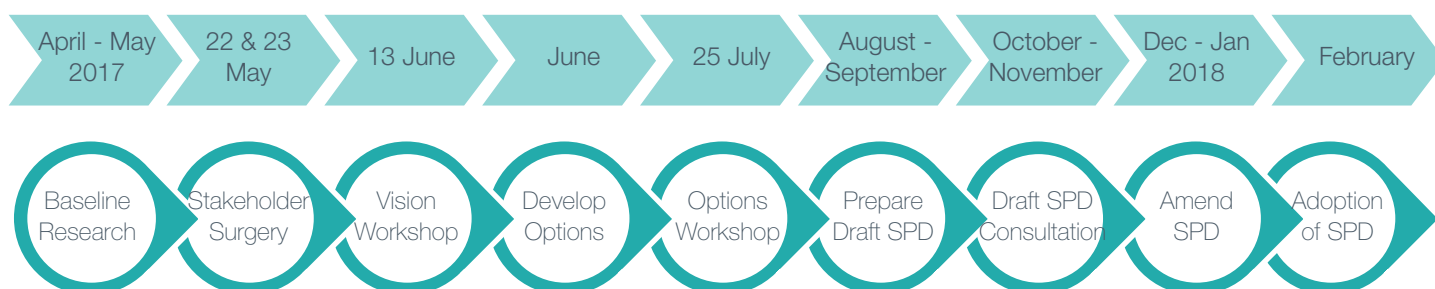 April - May
2017
22 & 23
May
13 June
June
25 July
August -
September
October -
November
Dec - Jan
2018
February
Baseline
Research
Stakeholder
Surgery
Vision
Workshop
Develop
Options
Options
Workshop
Prepare
Draft SPD
Draft SPD
Consultation
Amend
SPD
Adoption
of SPD